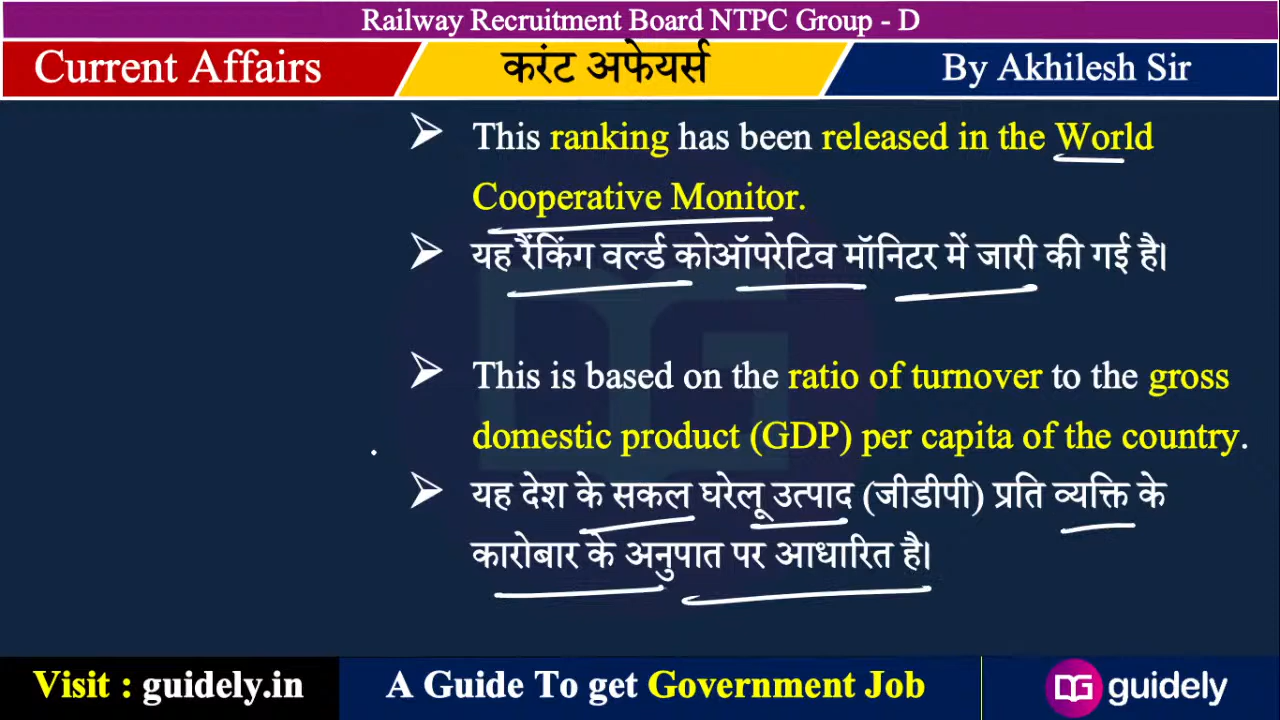 Railway Recruitment Board NTPC Group - D
Current Affairs
करंट अफेयर्स
By Akhilesh Sir
This ranking has been released in the World
Cooperative Monitor.
यह रैंकिंग वर्ल्ड कोऑपरेटिव मॉनिटर में जारी की गई है।
This is based on the ratio of turnover to the gross
domestic product (GDP) per capita of the country.
यह देश के सकल घरेलू उत्पाद (जीडीपी) प्रति व्यक्ति के
कारोबार के अनुपात पर आधारित है।
Visit : guidely.in
A Guide To get Government Job
guidely